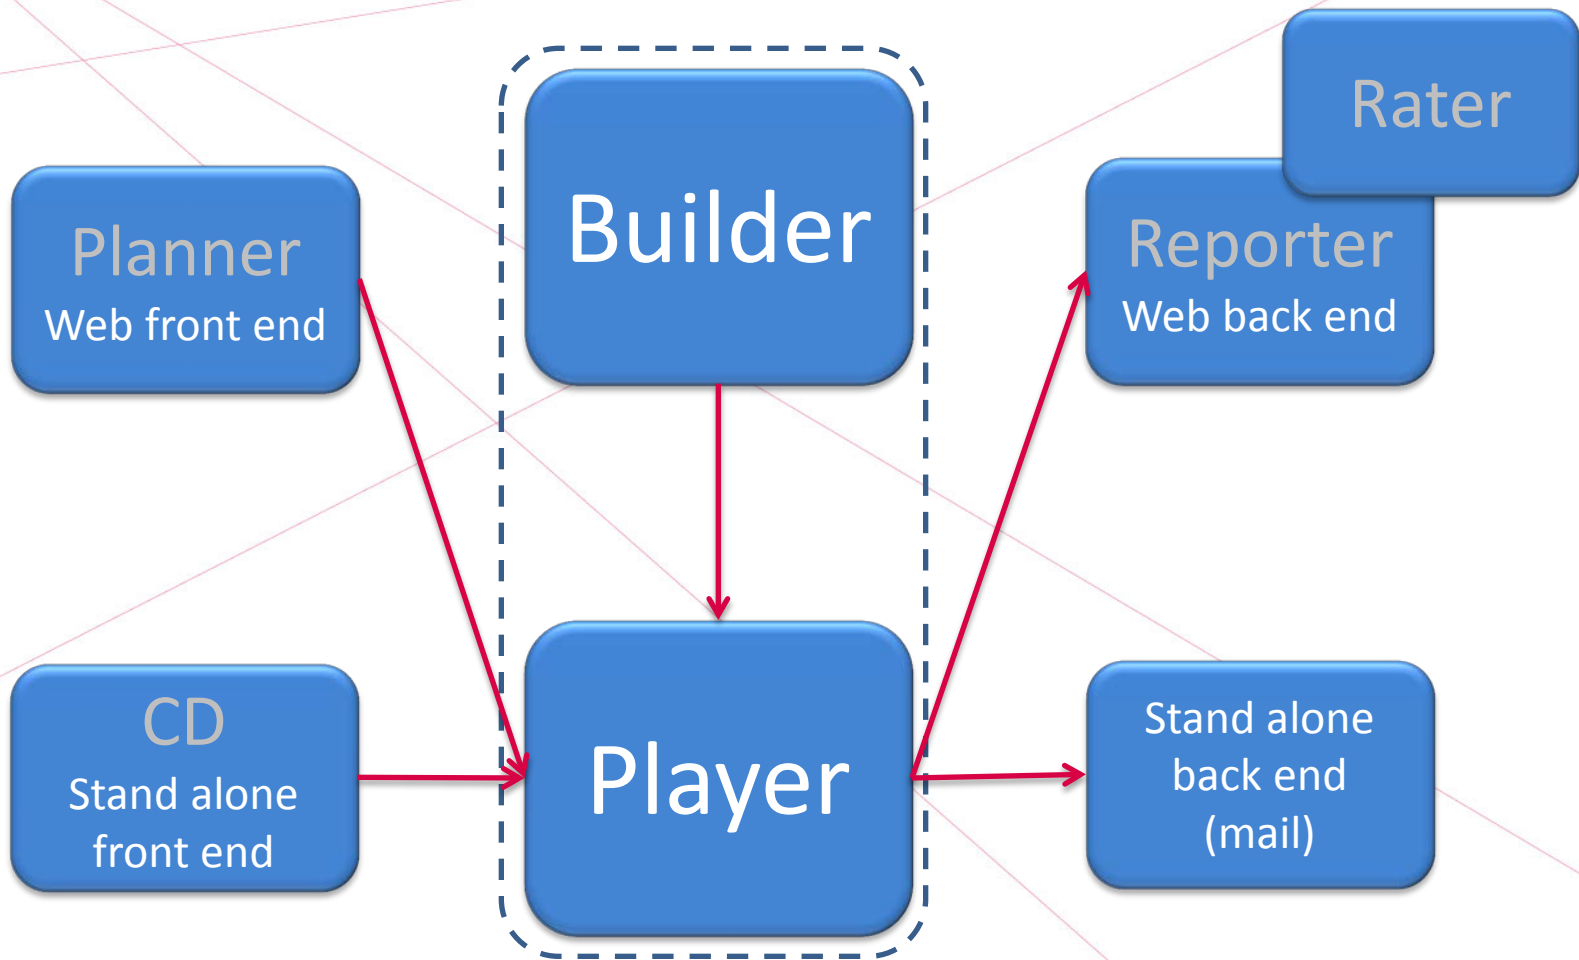 Planner
Web front end
CD
Stand alone
front end
Builder
Player
Rater
Reporter
Web back end
Stand alone
back end
(mail)